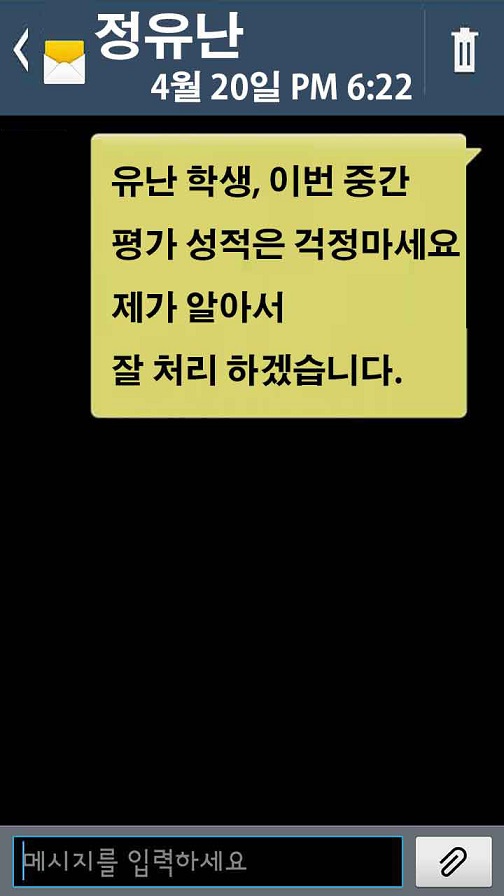 정유난
4월 20일 PM 6:22
유난 학생, 이번 중간
평가 성적은 걱정마세요
제가 알아서
잘 처리 하겠습니다.
메시지를 입력하세요